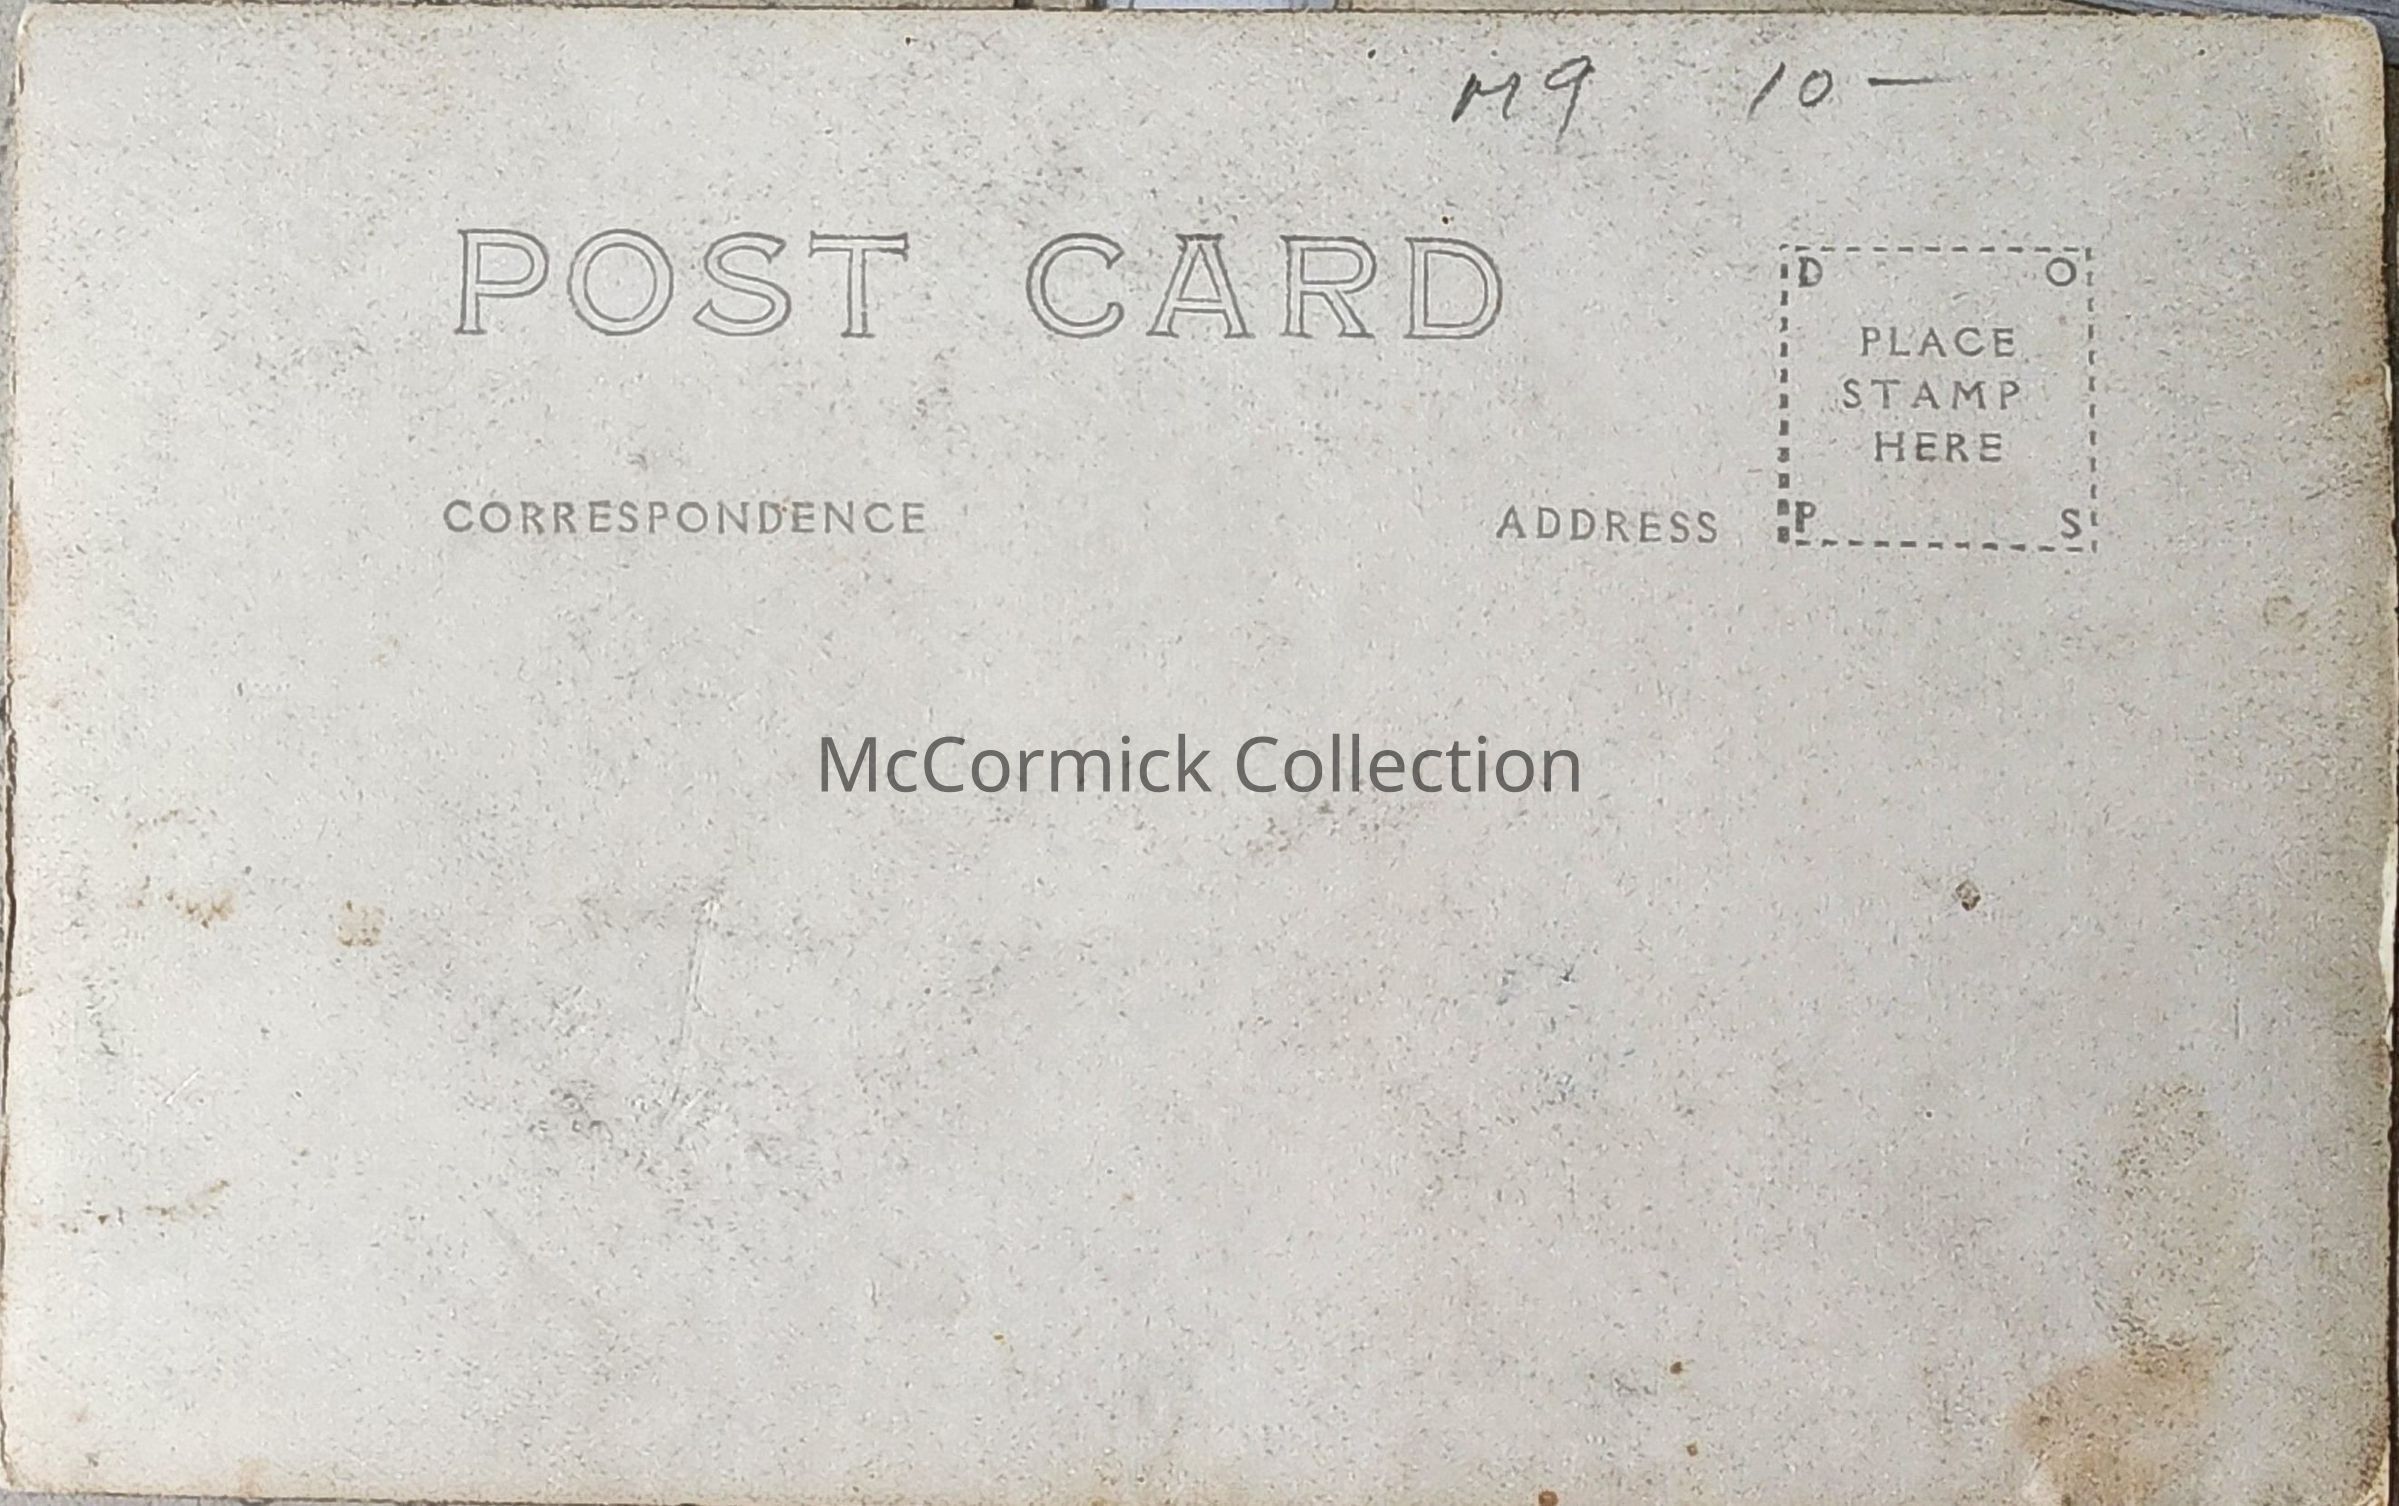 M9 10—
POST CARD
D O
PLACE
STAMP
HERE
P S
CORRESPONDENCE
ADDRESS
McCormick Collection